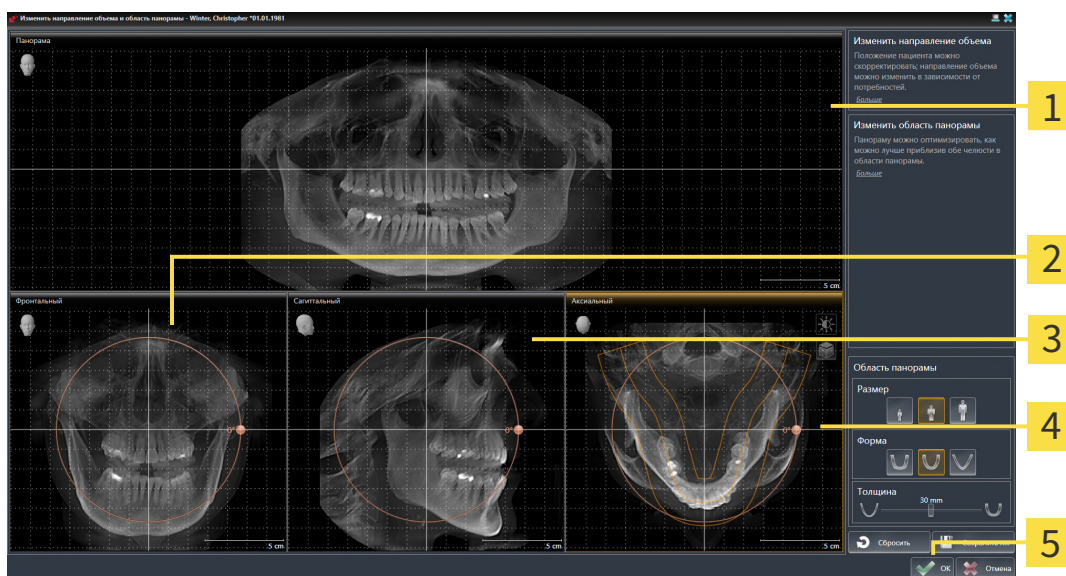 Изменить направление объема и область панорамы - Winter, Christopher *01.01.1981
Панорама
5 cm
Фронтальный
0°
5 cm
Сагиттальный
0°
5 cm
Аксиальный
0°
5 cm
Изменить направление объема
Положение пациента можно
скорректировать; направление объема
можно изменить в зависимости от
потребностей.
Больше
Изменить область панорамы
Панораму можно оптимизировать, как
можно лучше приблизив обе челюсти в
области панорамы.
Больше
Область панорамы
Размер
Форма
Толщина
30 mm
Сбросить
OK
Отмена
1
2
3
4
5